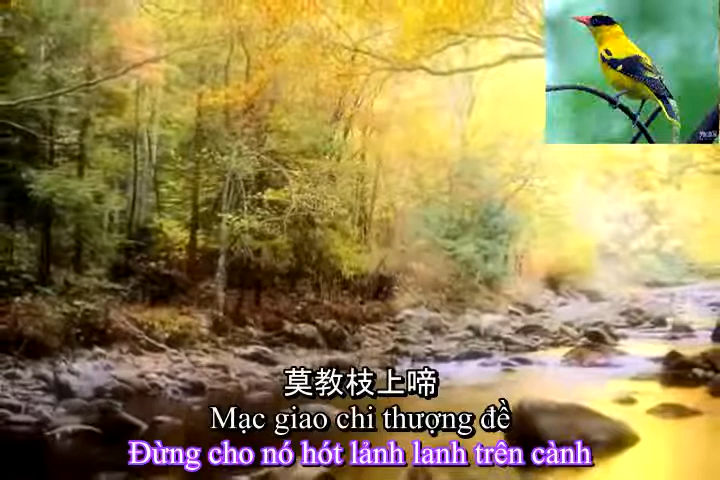 莫教枝上啼
Mạc giao chi thượng đề
Đừng cho nó hót lảnh lanh trên cành